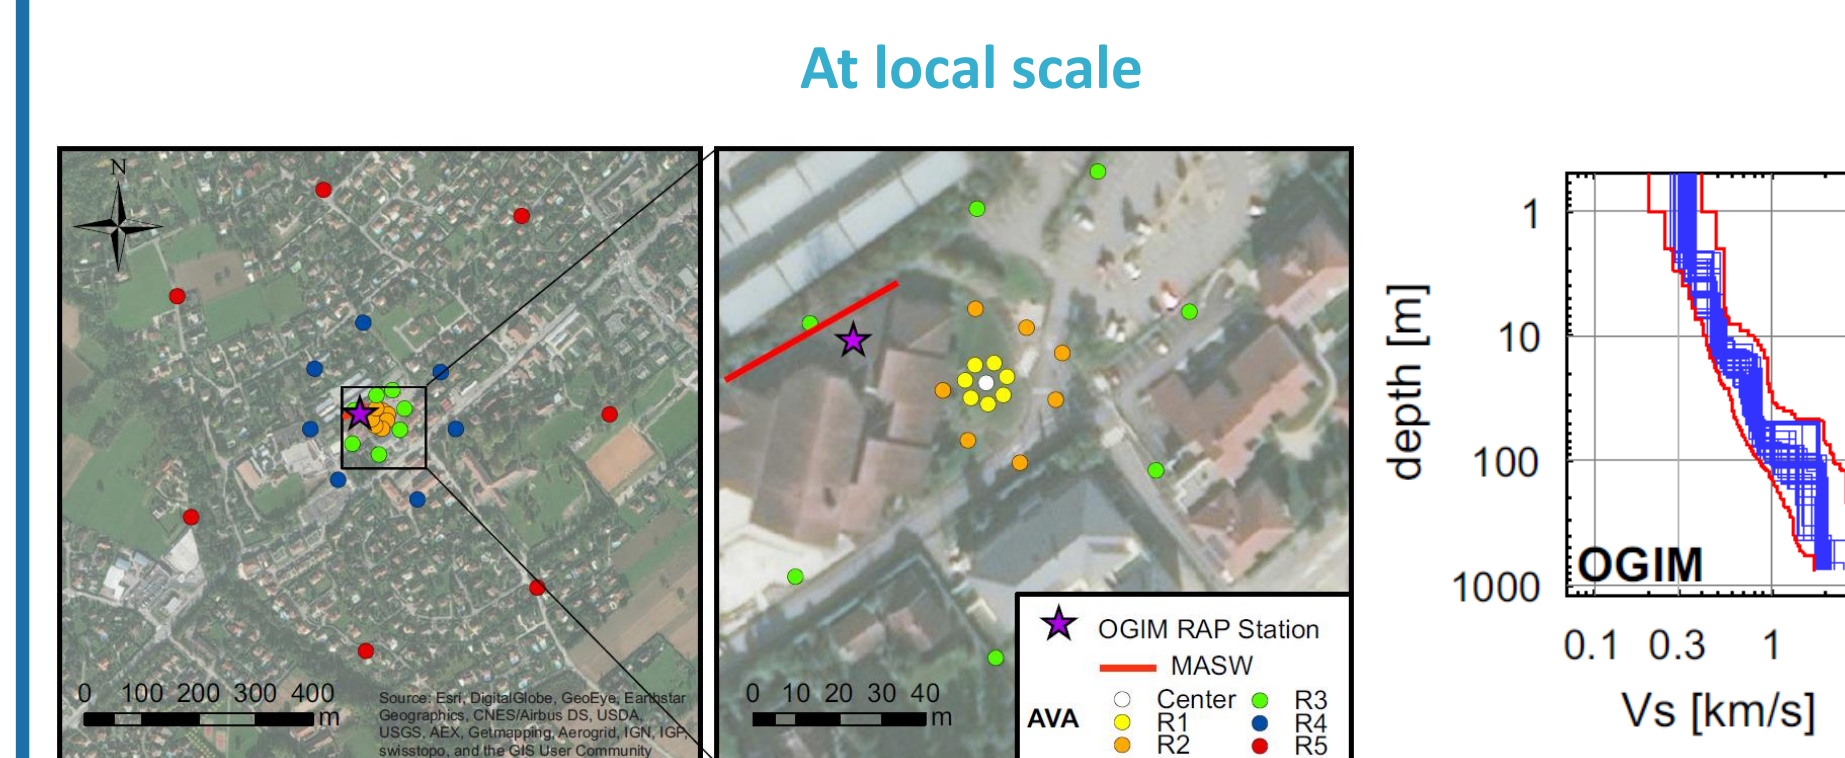 At local scale
N
0 100 200 300 400
m
Source: Esri, DigitalGlobe, GeoEye, Earthstar
Geographics, CNES/Airbus DS, USDA,
USGS, AEX, Getmapping, Aerogrid, IGN, IGP,
swisstopo, and the GIS User Community
0 10 20 30 40
m
OGIM RAP Station
MASW
AVA
Center
R1
R2
R3
R4
R5
depth [m]
1
10
100
1000
OGIM
0.1 0.3 1
Vs [km/s]